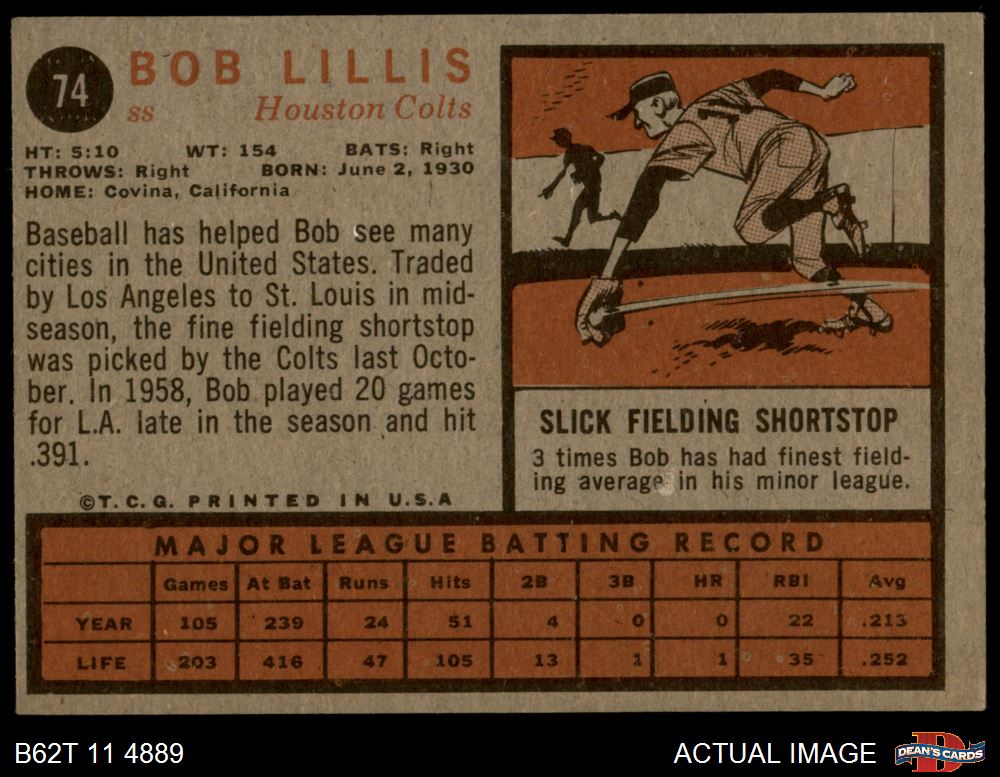 74
BOB LILLIS
ss
Houston Colts
HT: 5:10 WT: 154 BATS: Right
THROWS: Right BORN: June 2, 1930
HOME: Covina, California
Baseball has helped Bob see many
cities in the United States. Traded
by Los Angeles to St. Louis in mid-
season, the fine fielding shortstop
was picked by the Colts last Octo-
ber. In 1958, Bob played 20 games
for L.A. late in the season and hit
.391.
©T.C.G. PRINTED IN U.S.A
SLICK FIELDING SHORTSTOP
3 times Bob has had finest field-
ing average in his minor league.
MAJOR LEAGUE BATTING RECORD
Games At Bat Runs Hits 2B 3B HR RBI Avg
YEAR 105 239 24 51 4 0 0 22 .213
LIFE 203 416 47 105 13 1 1 35 .252
B62T 11 4889
ACTUAL IMAGE
D
DEAN'S CARDS